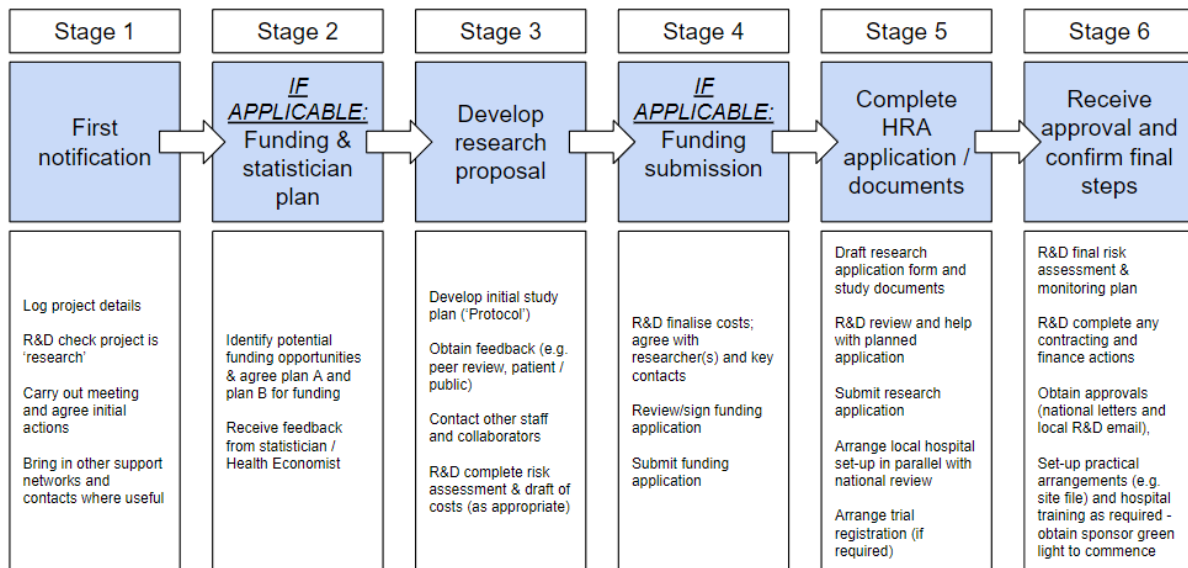 Stage 1
Stage 2
Stage 3
Stage 4
Stage 5
Stage 6
First
notification
IF
APPLICABLE:
Funding &
statistician
plan
Develop
research
proposal
IF
APPLICABLE:
Funding
submission
Complete
HRA
application /
documents
Receive
approval and
confirm final
steps
Log project details
R&D check project is
‘research’
Carry out meeting
and agree initial
actions
Bring in other support
networks and
contacts where useful
Identify potential
funding opportunities
& agree plan A and
plan B for funding
Receive feedback
from statistician /
Health Economist
Develop initial study
plan (‘Protocol’)
Obtain feedback (e.g.
peer review, patient /
public)
Contact other staff
and collaborators
R&D complete risk
assessment & draft of
costs (as appropriate)
R&D finalise costs;
agree with
researcher(s) and key
contacts
Review/sign funding
application
Submit funding
application
Draft research
application form and
study documents
R&D review and help
with planned
application
Submit research
application
Arrange local hospital
set-up in parallel with
national review
Arrange trial
registration (if
required)
R&D final risk
assessment &
monitoring plan
R&D complete any
contracting and
finance actions
Obtain approvals
(national letters and
local R&D email),
Set-up practical
arrangements (e.g.
site file) and hospital
training as required -
obtain sponsor green
light to commence